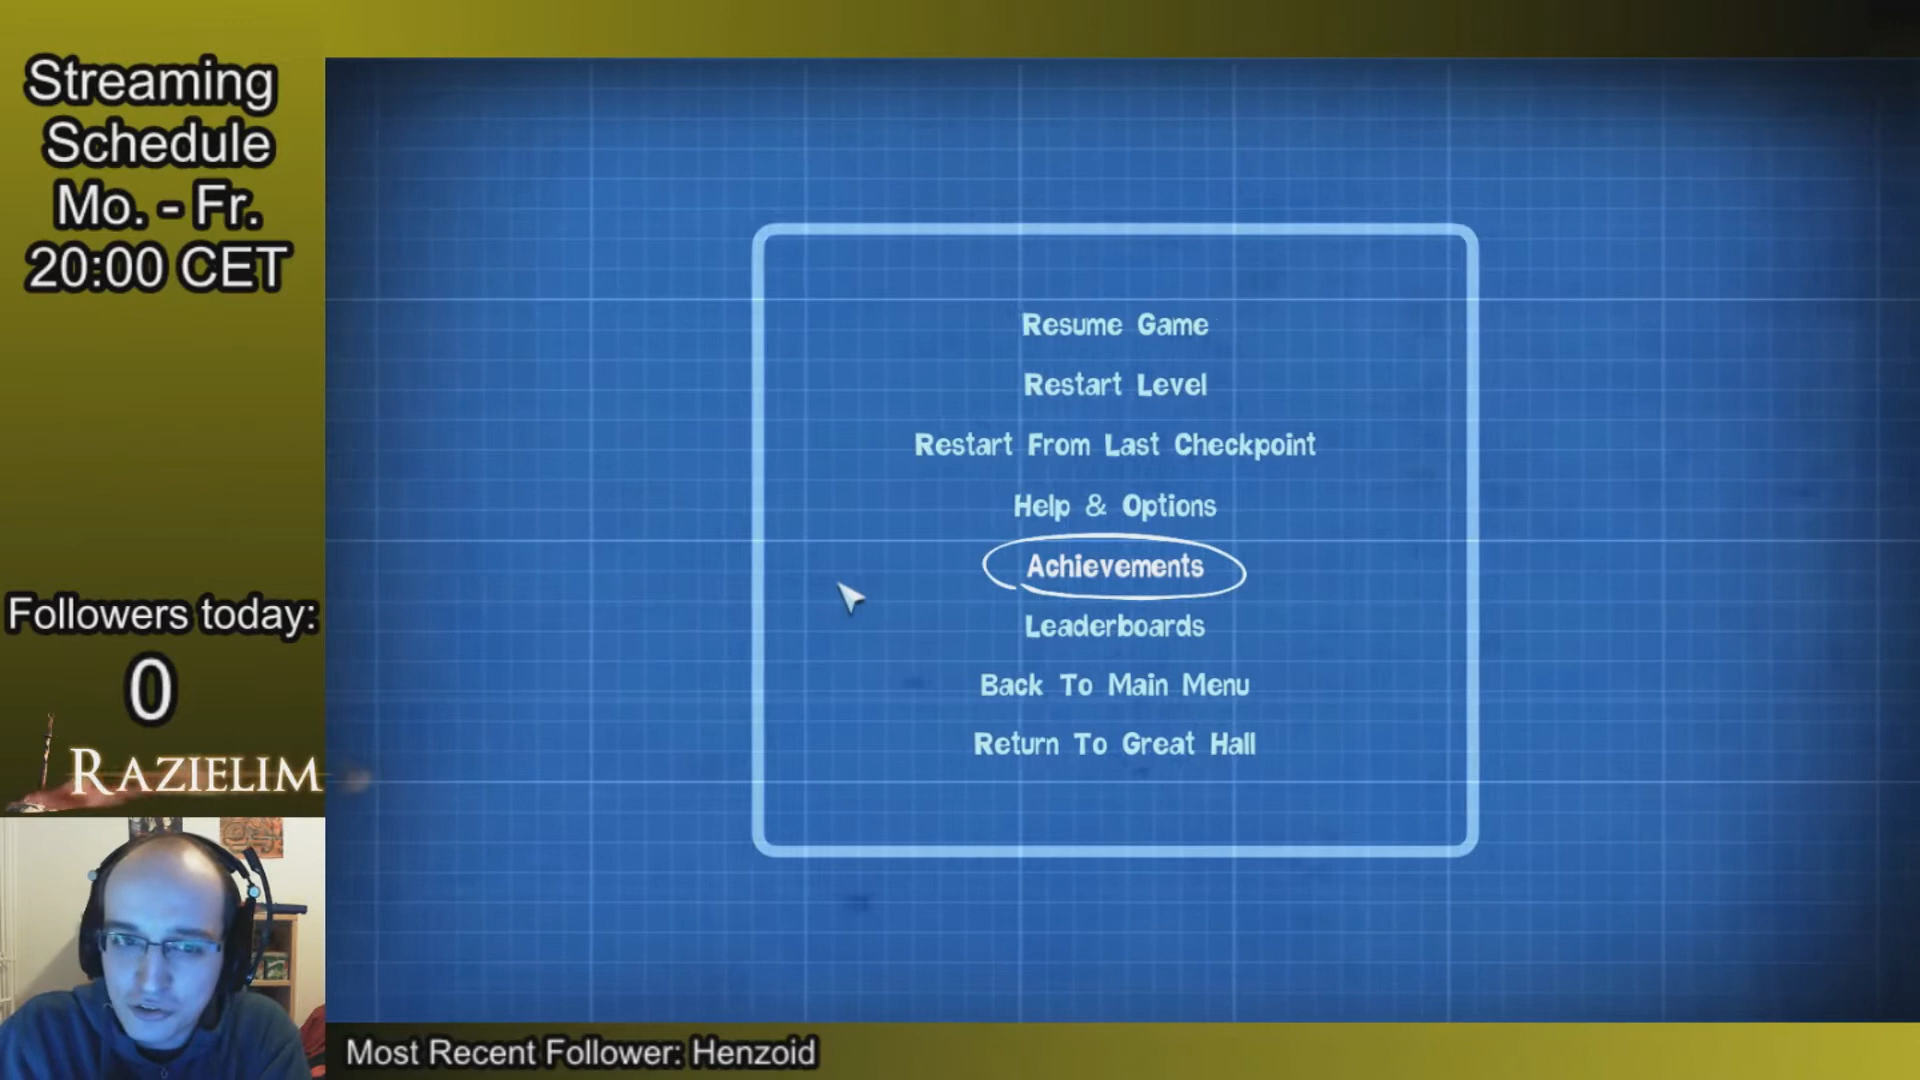 Streaming
Schedule
Mo. - Fr.
20:00 CET
Followers today:
0
RAZIELIM
Resume Game
Restart Level
Restart From Last Checkpoint
Help & Options
Achievements
Leaderboards
Back To Main Menu
Return To Great Hall
Most Recent Follower: Henzoid